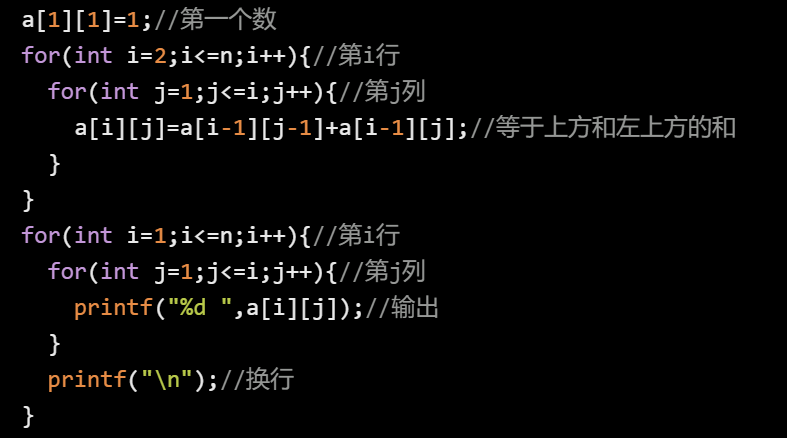 a[1][1]=1;//第一个数
for(int i=2;i<=n;i++){//第i行
  for(int j=1;j<=i;j++){//第j列
    a[i][j]=a[i-1][j-1]+a[i-1][j];//等于上方和左上方的和
  }
}
for(int i=1;i<=n;i++){//第i行
  for(int j=1;j<=i;j++){//第j列
    printf("%d ",a[i][j]);//输出
  }
  printf("\n");//换行
}